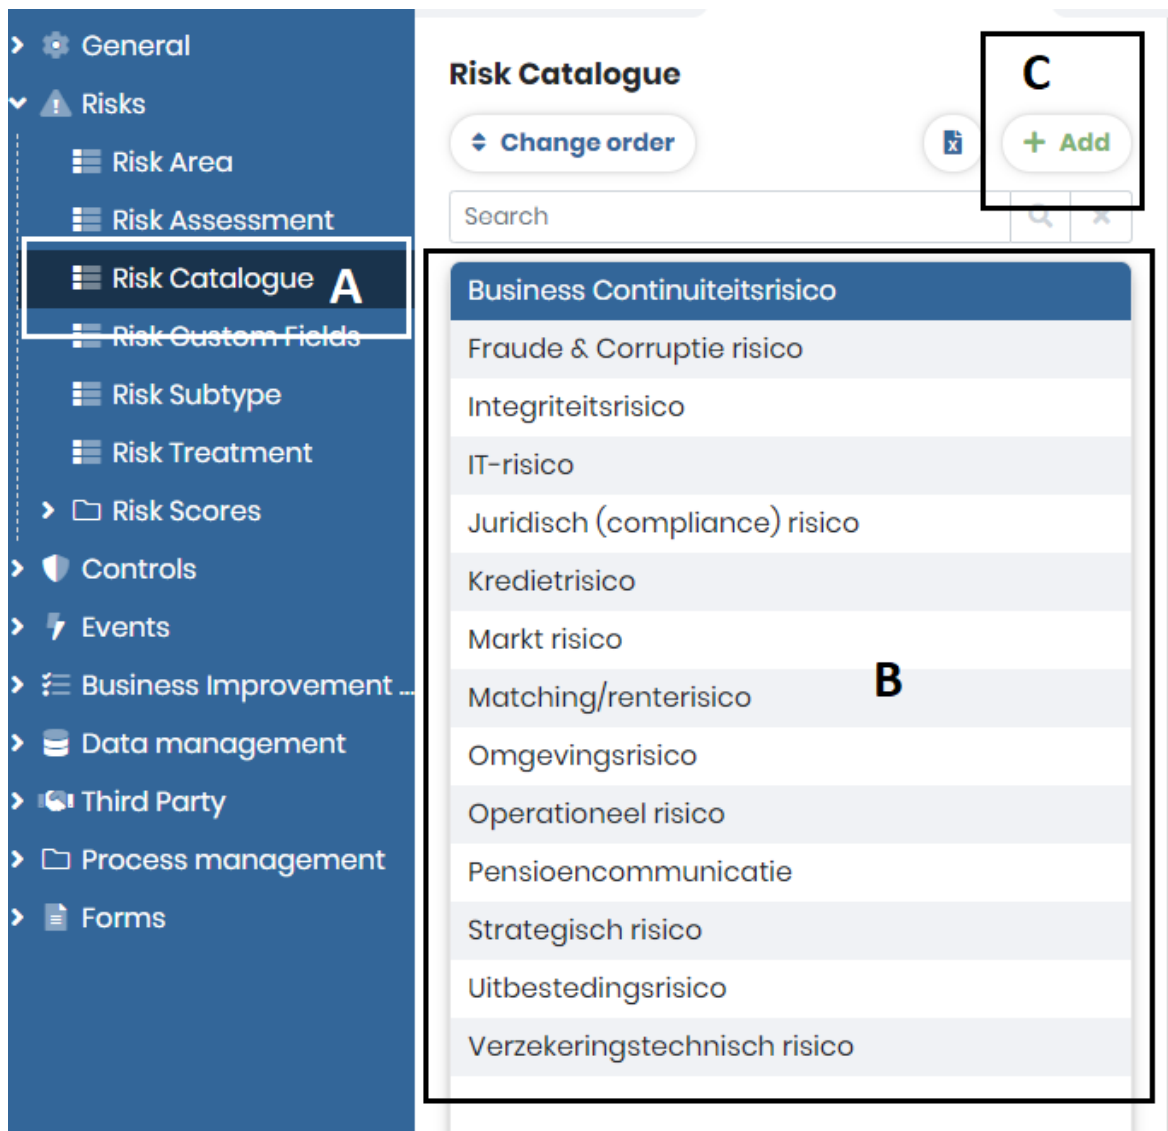 General
Risks
Risk Area
Risk Assessment
Risk Catalogue
A
Risk Custom Fields
Risk Subtype
Risk Treatment
Risk Scores
Controls
Events
Business Improvement ...
Data management
Third Party
Process management
Forms
Risk Catalogue
C
Change order
x
+ Add
Search
Business Continuiteitsrisico
Fraude & Corruptie risico
Integriteitsrisico
IT-risico
Juridisch (compliance) risico
Kredietrisico
Markt risico
B
Matching/renterisico
Omgevingsrisico
Operationeel risico
Pensioencommunicatie
Strategisch risico
Uitbestedingsrisico
Verzekeringstechnisch risico